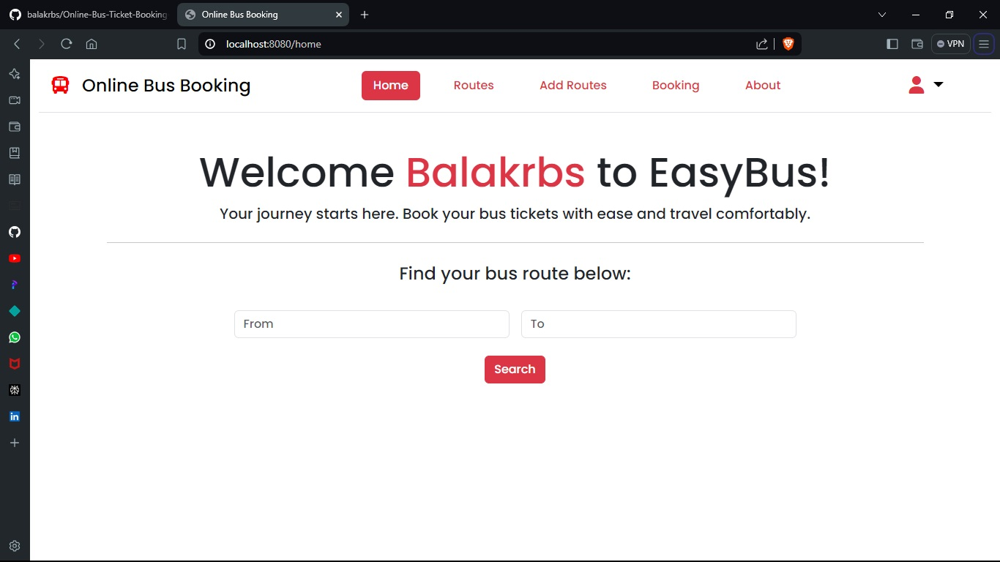 balakrbs/Online-Bus-Ticket-Booking
Online Bus Booking
localhost:8080/home
VPN
Online Bus Booking
Home
Routes
Add Routes
Booking
About
Welcome Balakrbs to EasyBus!
Your journey starts here. Book your bus tickets with ease and travel comfortably.
Find your bus route below:
From
To
Search
in